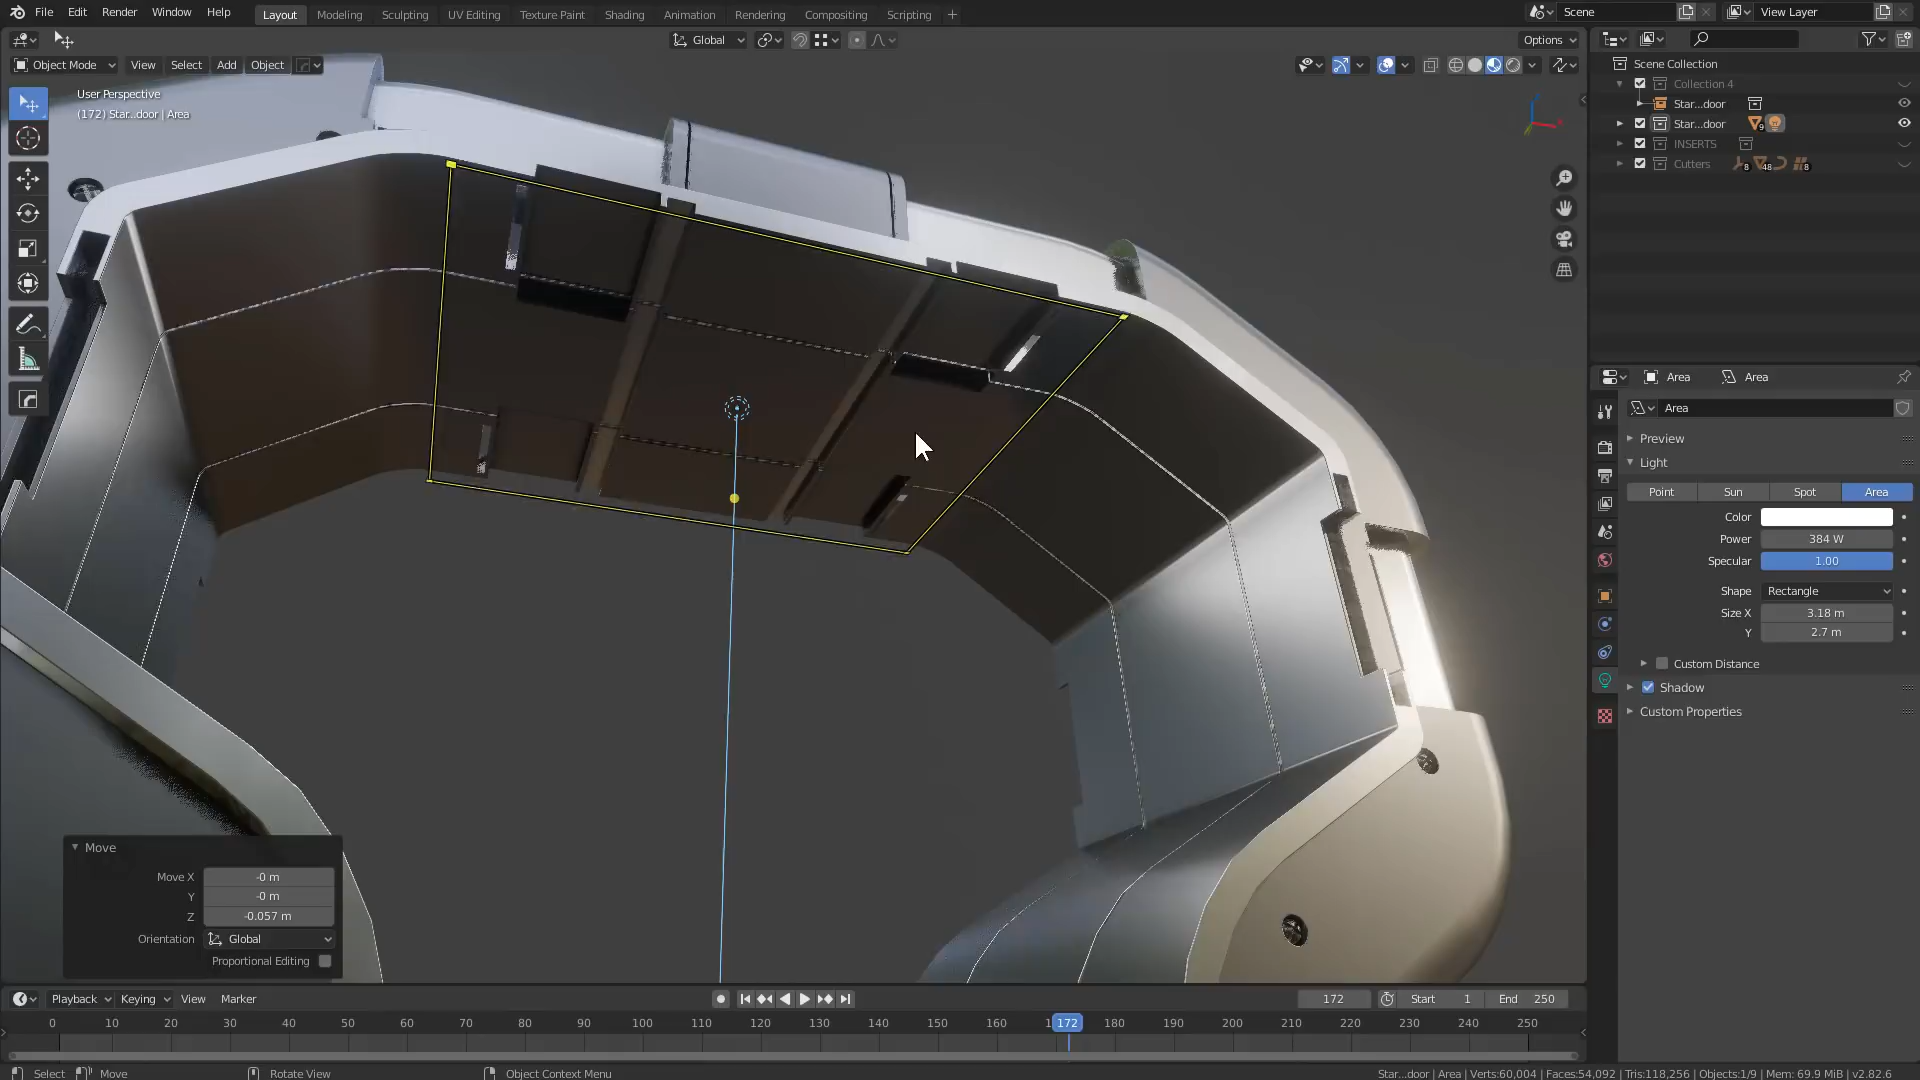 File Edit Render Window Help Layout Modeling Sculpting UV Editing Texture Paint Shading Animation Rendering Compositing Scripting + Scene View Layer
Global Options
Object Mode View Select Add Object
User Perspective
(172) Star...door | Area
Scene Collection
Collection 4
Star...door
Star...door 9
INSERTS
Cutters 8 48 8
Area Area
Area
Preview
Light
Point Sun Spot Area
Color
Power 384 W
Specular 1.00
Shape Rectangle
Size X 3.18 m
Y 2.7 m
Custom Distance
Shadow
Custom Properties
Move
Move X -0 m
Y -0 m
Z -0.057 m
Orientation Global
Proportional Editing
Playback Keying View Marker 172 Start 1 End 250
0 10 20 30 40 50 60 70 80 90 100 110 120 130 140 150 160 172 180 190 200 210 220 230 240 250
Select Move Rotate View Object Context Menu Star...door | Area | Verts:60,004 | Faces:54,092 | Tris:118,256 | Objects:1/9 | Mem: 69.9 MiB | v2.82.6